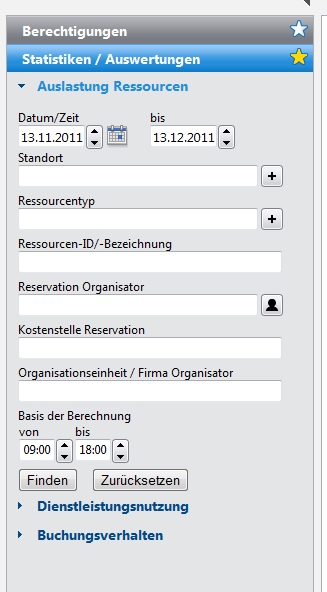 Berechtigungen
Statistiken / Auswertungen
Auslastung Ressourcen
Datum/Zeit bis
13.11.2011 13.12.2011
Standort
Ressourcentyp
Ressourcen-ID/-Bezeichnung
Reservation Organisator
Kostenstelle Reservation
Organisationseinheit / Firma Organisator
Basis der Berechnung
von bis
09:00 18:00
Finden Zurücksetzen
Dienstleistungsnutzung
Buchungsverhalten